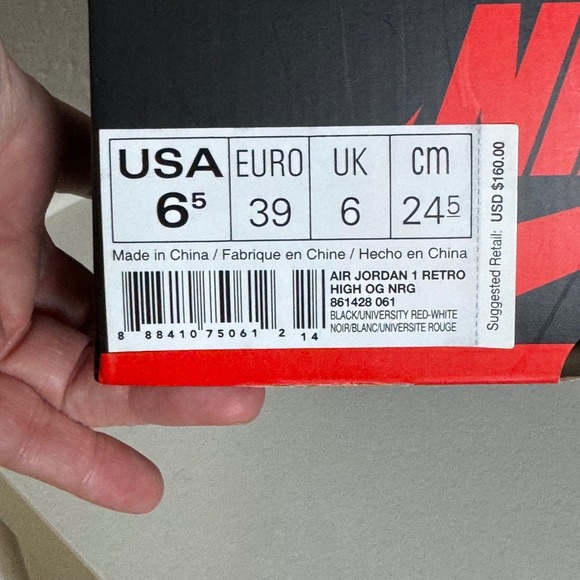 USA EURO UK cm
6⁵ 39 6 24⁵
Made in China / Fabrique en Chine / Hecho en China
AIR JORDAN 1 RETRO
HIGH OG NRG
861428 061
BLACK/UNIVERSITY RED-WHITE
NOIR/BLANC/UNIVERSITE ROUGE
8 88410 75061 2 14
Suggested Retail: USD $160.00